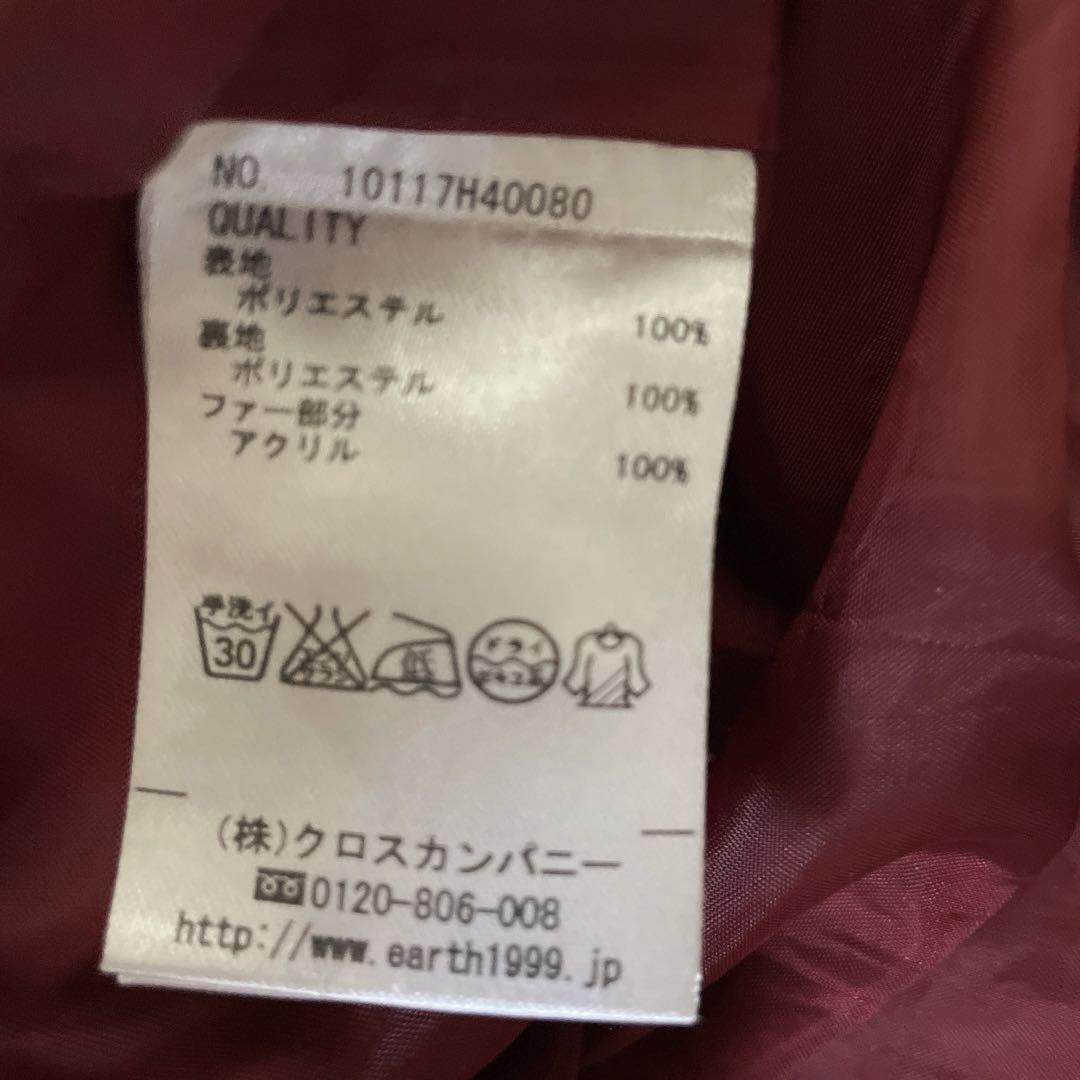 NO. 10117H40080
QUALITY
表地
ポリエステル 100%
裏地
ポリエステル 100%
ファー部分
アクリル 100%
手洗イ
30
低
ドライ
(株)クロスカンパニー
0120-806-008
http://www.earth1999.jp